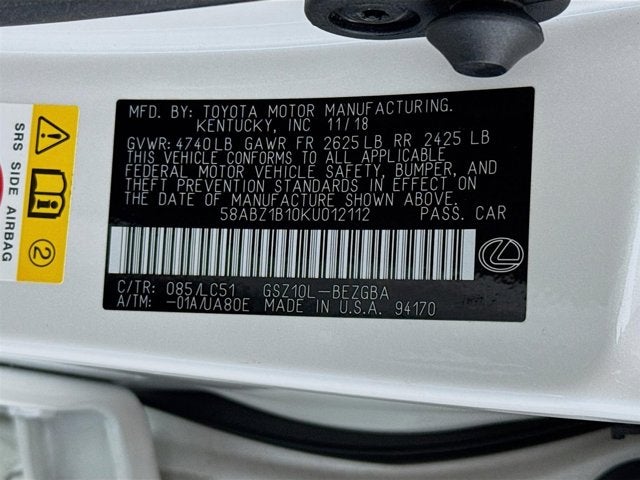 MFD. BY: TOYOTA MOTOR MANUFACTURING.
KENTUCKY, INC 11/18
GVWR: 4740LB GAWR FR 2625LB RR 2425 LB
THIS VEHICLE CONFORMS TO ALL APPLICABLE
FEDERAL MOTOR VEHICLE SAFETY, BUMPER, AND
THEFT PREVENTION STANDARDS IN EFFECT ON
THE DATE OF MANUFACTURE SHOWN ABOVE.
58ABZ1B10KU012112 PASS. CAR
C/TR: 085/LC51 GSZ10L-BEZGBA
A/TM: -01A/UA80E MADE IN U.S.A. 94170
SRS SIDE AIRBAG
2